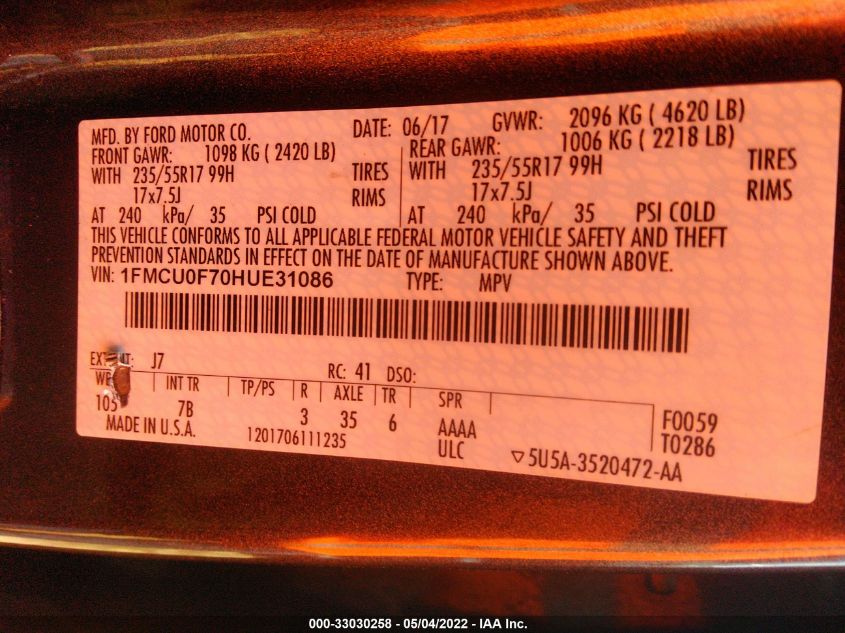 MFD. BY FORD MOTOR CO. DATE: 06/17 GVWR: 2096 KG ( 4620 LB)
FRONT GAWR: 1098 KG ( 2420 LB) REAR GAWR: 1006 KG ( 2218 LB)
WITH 235/55R17 99H TIRES WITH 235/55R17 99H TIRES
17x7.5J RIMS 17x7.5J RIMS
AT 240 kPa/ 35 PSI COLD AT 240 kPa/ 35 PSI COLD
THIS VEHICLE CONFORMS TO ALL APPLICABLE FEDERAL MOTOR VEHICLE SAFETY AND THEFT
PREVENTION STANDARDS IN EFFECT ON THE DATE OF MANUFACTURE SHOWN ABOVE.
VIN: 1FMCU0F70HUE31086 TYPE: MPV
J7 RC: 41 DSO:
INT TR TP/PS R AXLE TR SPR
105 7B 3 35 6 AAAA F0059
MADE IN U.S.A. 1201706111235 ULC ▽5U5A-3520472-AA T0286
000-33030258 - 05/04/2022 - IAA Inc.